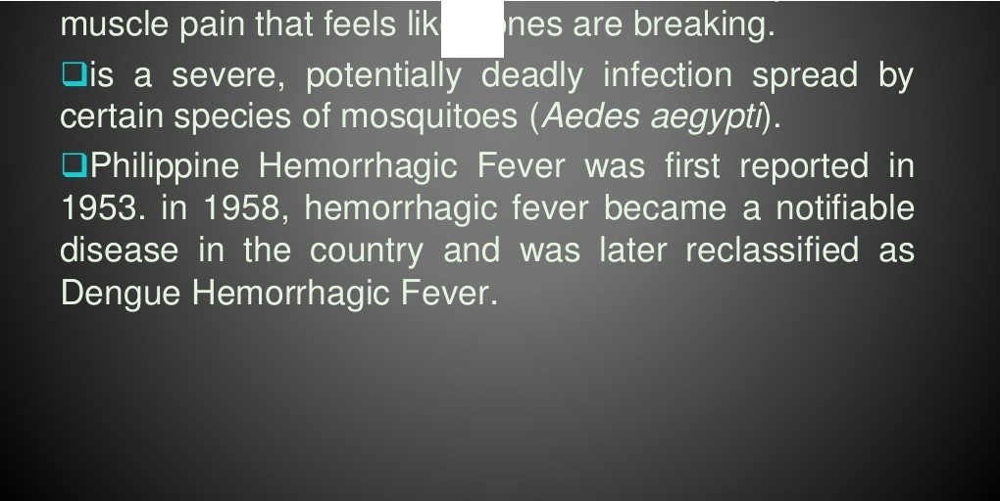 muscle pain that feels lik ones are breaking.
❑is a severe, potentially deadly infection spread by
certain species of mosquitoes (Aedes aegypti).
❑Philippine Hemorrhagic Fever was first reported in
1953. in 1958, hemorrhagic fever became a notifiable
disease in the country and was later reclassified as
Dengue Hemorrhagic Fever.